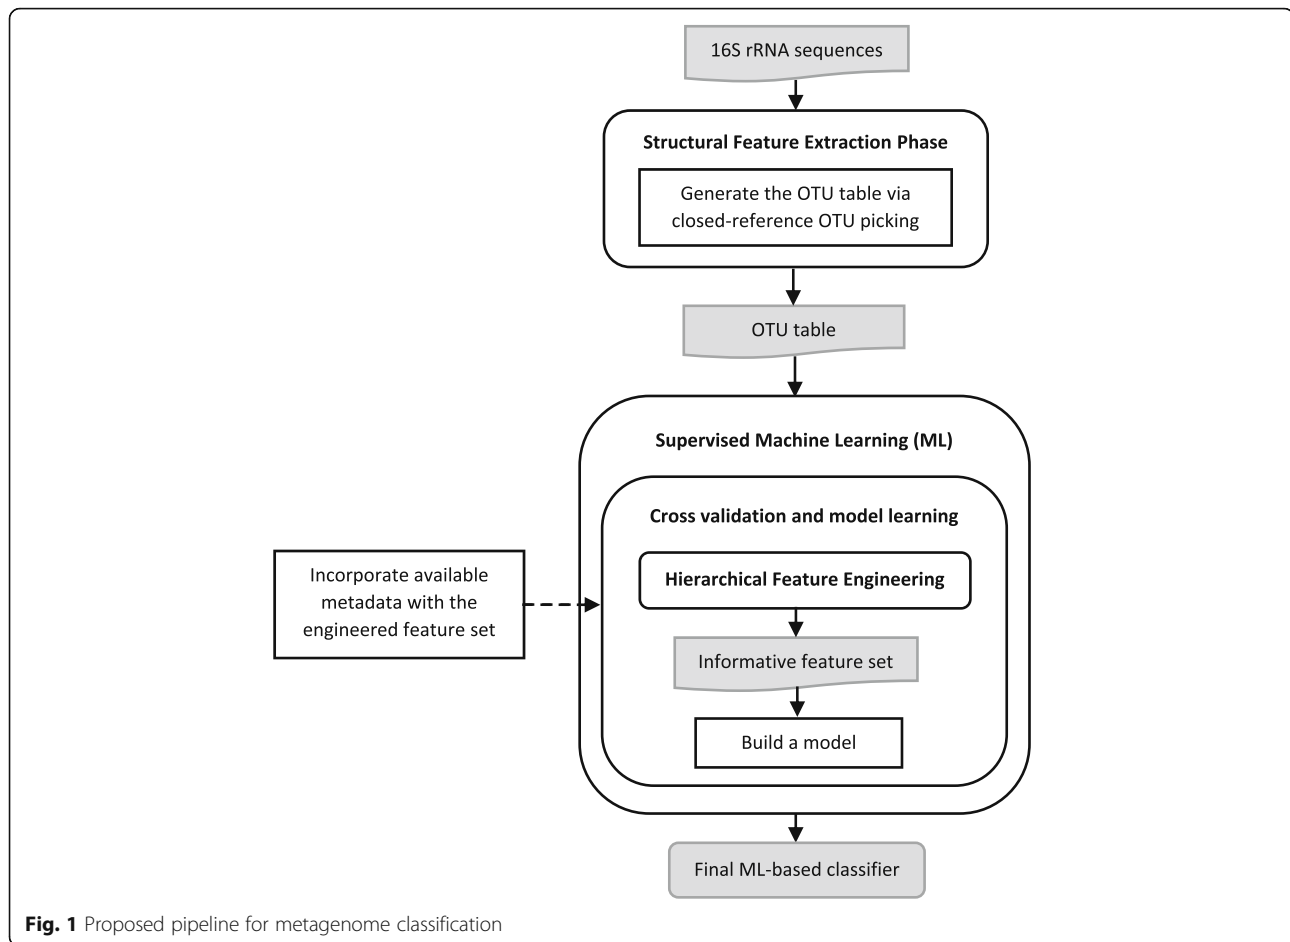 16S rRNA sequences
Structural Feature Extraction Phase
Generate the OTU table via
closed-reference OTU picking
OTU table
Supervised Machine Learning (ML)
Cross validation and model learning
Hierarchical Feature Engineering
Incorporate available
metadata with the
engineered feature set
Informative feature set
Build a model
Final ML-based classifier
Fig. 1 Proposed pipeline for metagenome classification